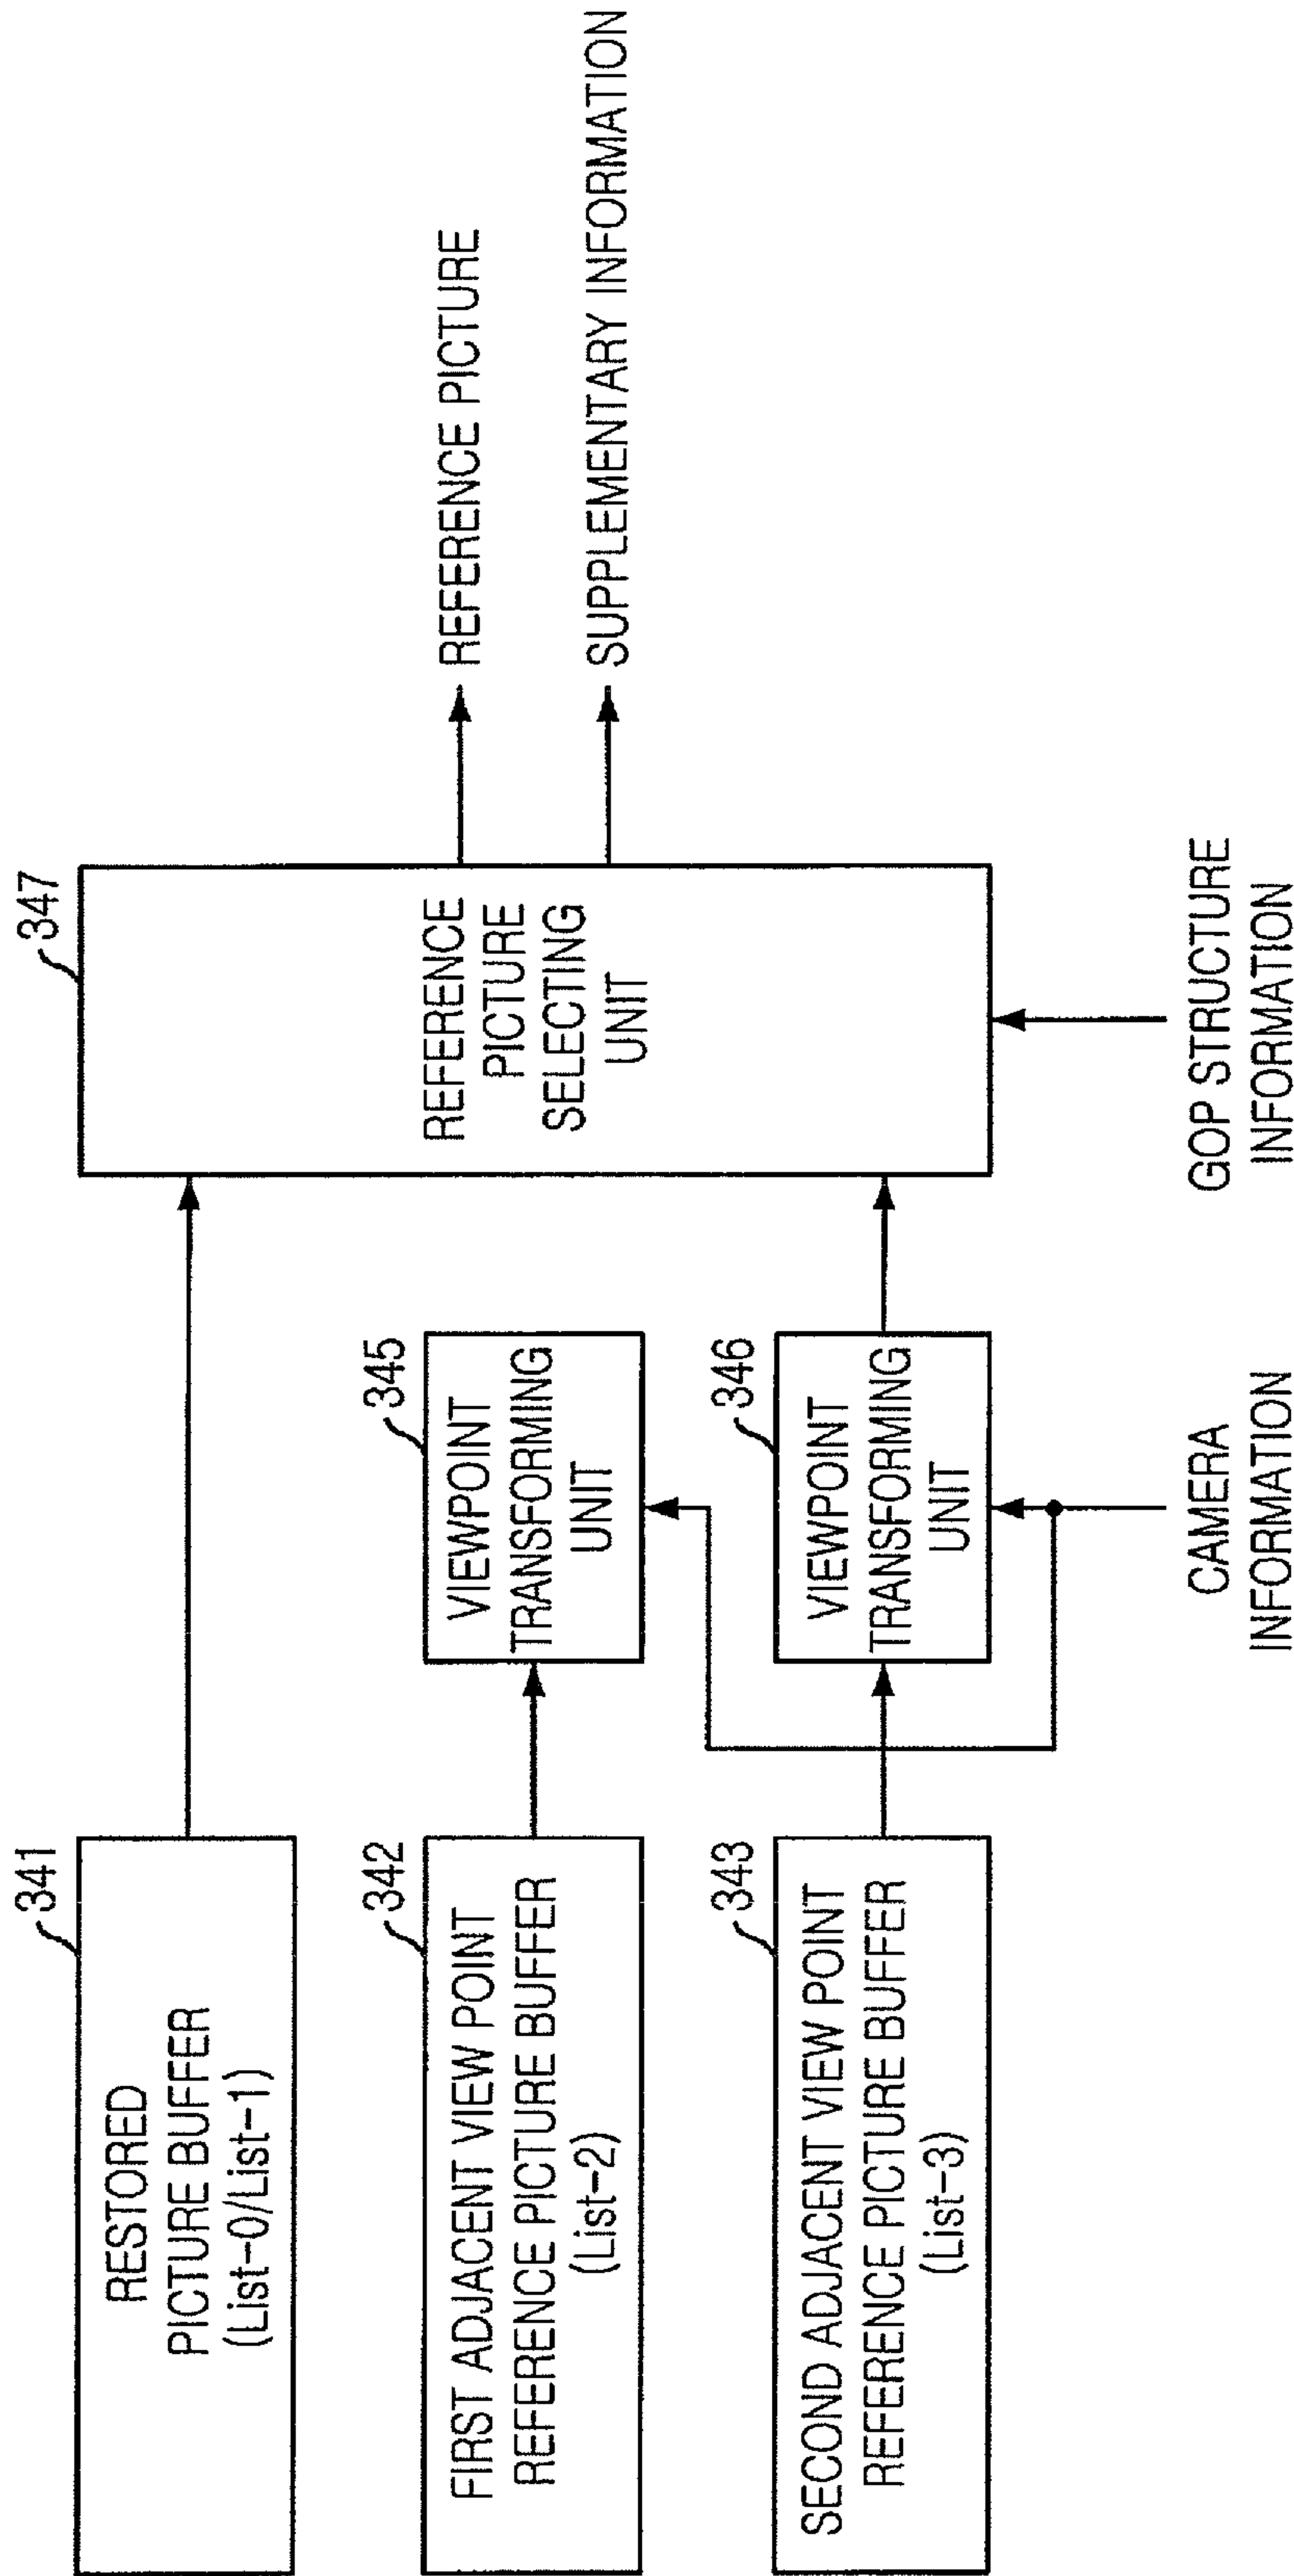 341
RESTORED
PICTURE BUFFER
(List-0/List-1)
342
FIRST ADJACENT VIEW POINT
REFERENCE PICTURE BUFFER
(List-2)
343
SECOND ADJACENT VIEW POINT
REFERENCE PICTURE BUFFER
(List-3)
345
VIEWPOINT
TRANSFORMING
UNIT
346
VIEWPOINT
TRANSFORMING
UNIT
CAMERA
INFORMATION
347
REFERENCE
PICTURE
SELECTING
UNIT
GOP STRUCTURE
INFORMATION
REFERENCE PICTURE
SUPPLEMENTARY INFORMATION